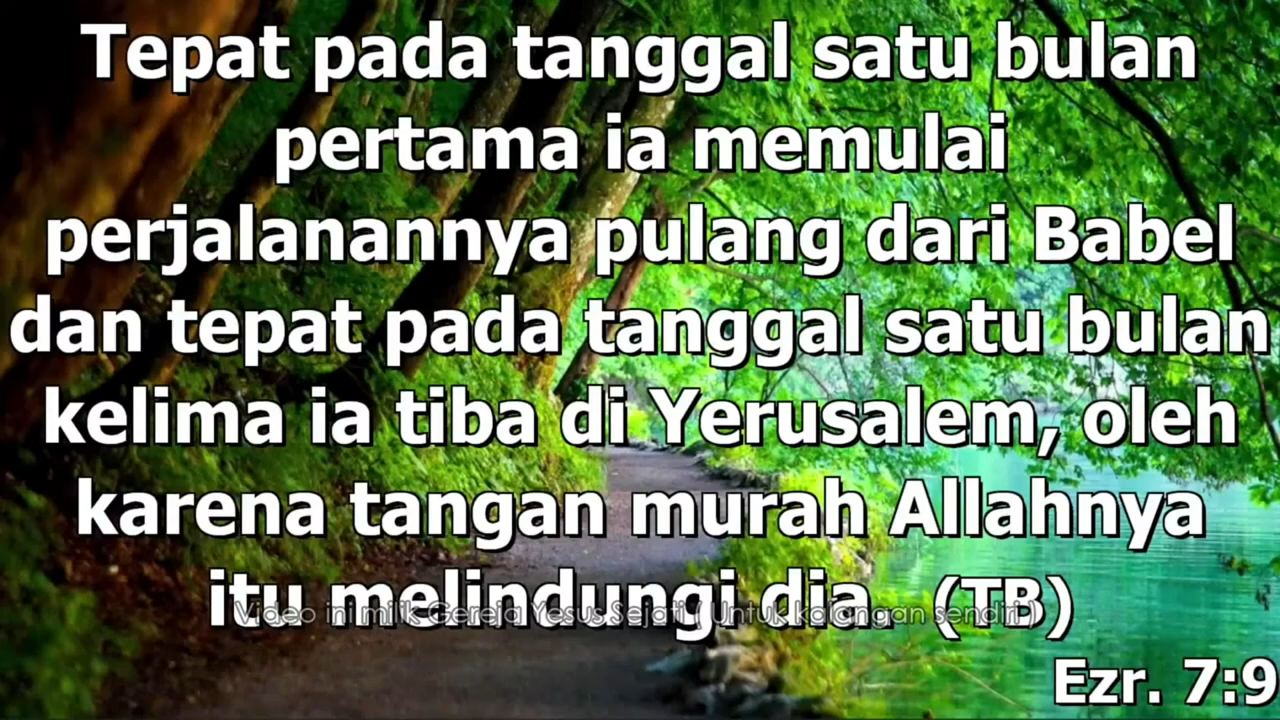 Tepat pada tanggal satu bulan
pertama ia memulai
perjalanannya pulang dari Babel
dan tepat pada tanggal satu bulan
kelima ia tiba di Yerusalem, oleh
karena tangan murah Allahnya
itu melindungi dia. (TB)
Video ini milik Gereja Yesus Sejati ( Untuk kalangan sendiri )
Ezr. 7:9